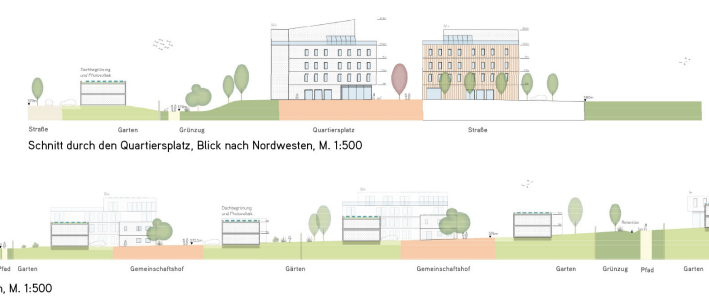 Dachbegrünung
und Photovoltaik
Straße
Garten
Grünzug
Quartiersplatz
Straße
Schnitt durch den Quartiersplatz, Blick nach Nordwesten, M. 1:500
Dachbegrünung
und Photovoltaik
Pfad
Garten
Gemeinschaftshof
Gärten
Gemeinschaftshof
Garten
Grünzug
Pfad
Garten
n, M. 1:500